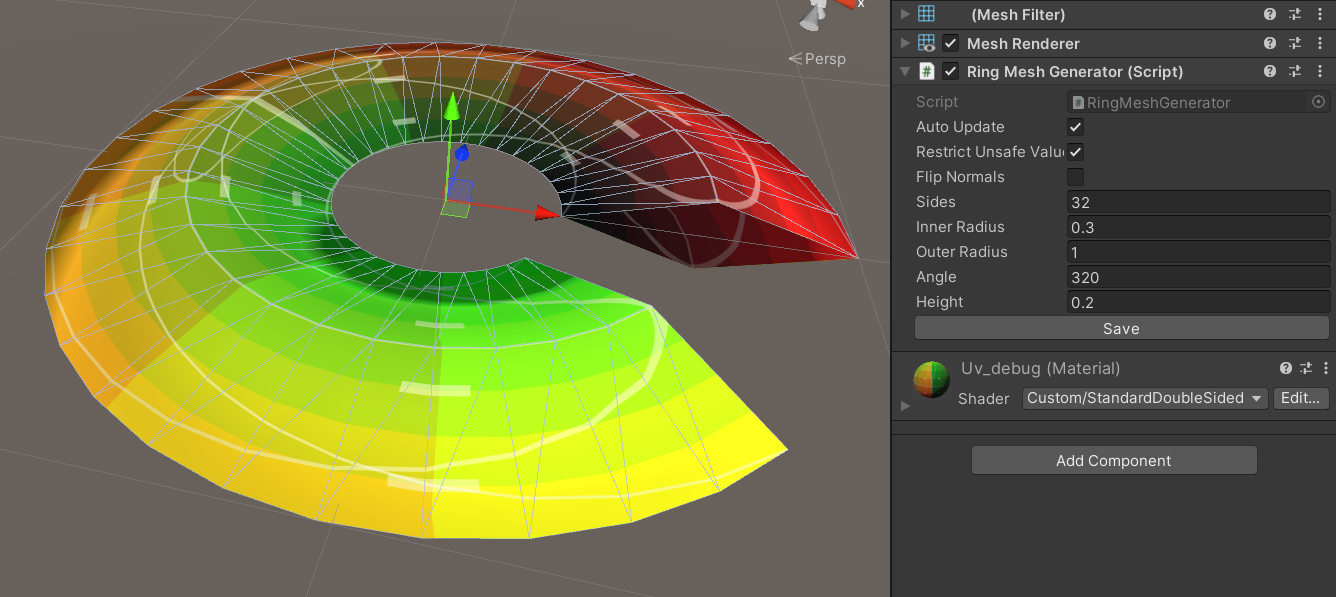 x
Persp
(Mesh Filter)
Mesh Renderer
Ring Mesh Generator (Script)
Script RingMeshGenerator
Auto Update
Restrict Unsafe Valu
Flip Normals
Sides 32
Inner Radius 0.3
Outer Radius 1
Angle 320
Height 0.2
Save
Uv_debug (Material)
Shader Custom/StandardDoubleSided Edit...
Add Component